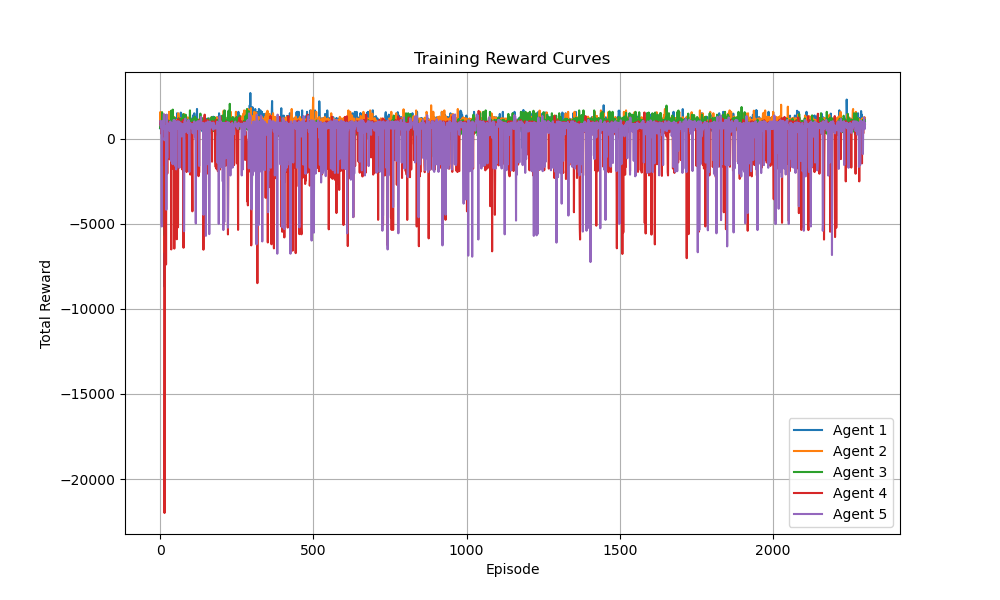 Training Reward Curves
Total Reward
0
−5000
−10000
−15000
−20000
0
500
1000
1500
2000
Episode
Agent 1
Agent 2
Agent 3
Agent 4
Agent 5